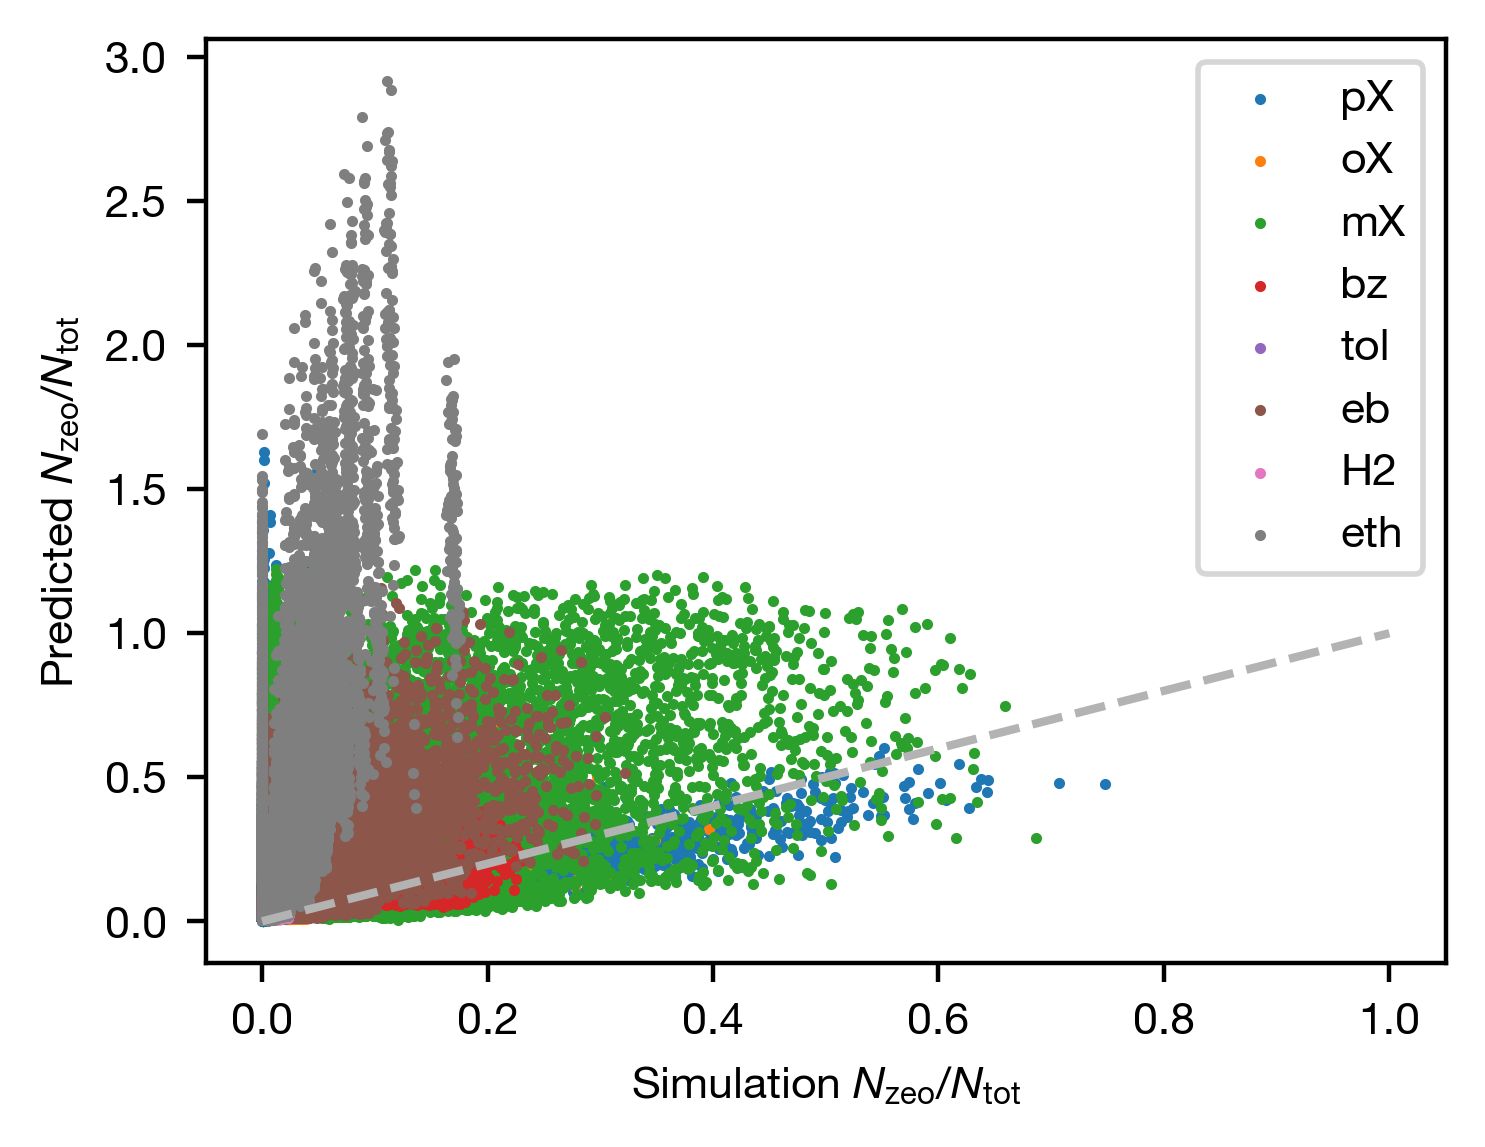 3.0
2.5
2.0
1.5
1.0
0.5
0.0
Predicted N_zeo/N_tot
0.0 0.2 0.4 0.6 0.8 1.0
Simulation N_zeo/N_tot
pX
oX
mX
bz
tol
eb
H2
eth